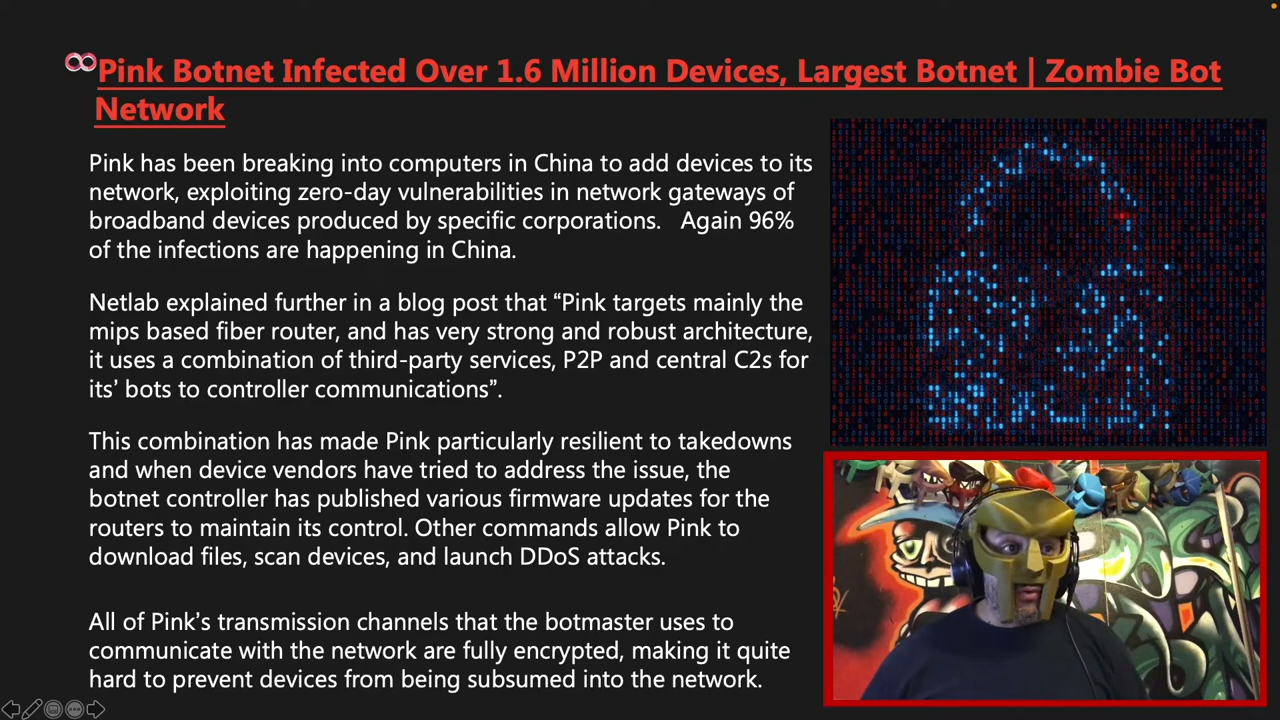 Pink Botnet Infected Over 1.6 Million Devices, Largest Botnet | Zombie Bot
Network
Pink has been breaking into computers in China to add devices to its
network, exploiting zero-day vulnerabilities in network gateways of
broadband devices produced by specific corporations.   Again 96%
of the infections are happening in China.
Netlab explained further in a blog post that “Pink targets mainly the
mips based fiber router, and has very strong and robust architecture,
it uses a combination of third-party services, P2P and central C2s for
its’ bots to controller communications”.
This combination has made Pink particularly resilient to takedowns
and when device vendors have tried to address the issue, the
botnet controller has published various firmware updates for the
routers to maintain its control. Other commands allow Pink to
download files, scan devices, and launch DDoS attacks.
All of Pink’s transmission channels that the botmaster uses to
communicate with the network are fully encrypted, making it quite
hard to prevent devices from being subsumed into the network.